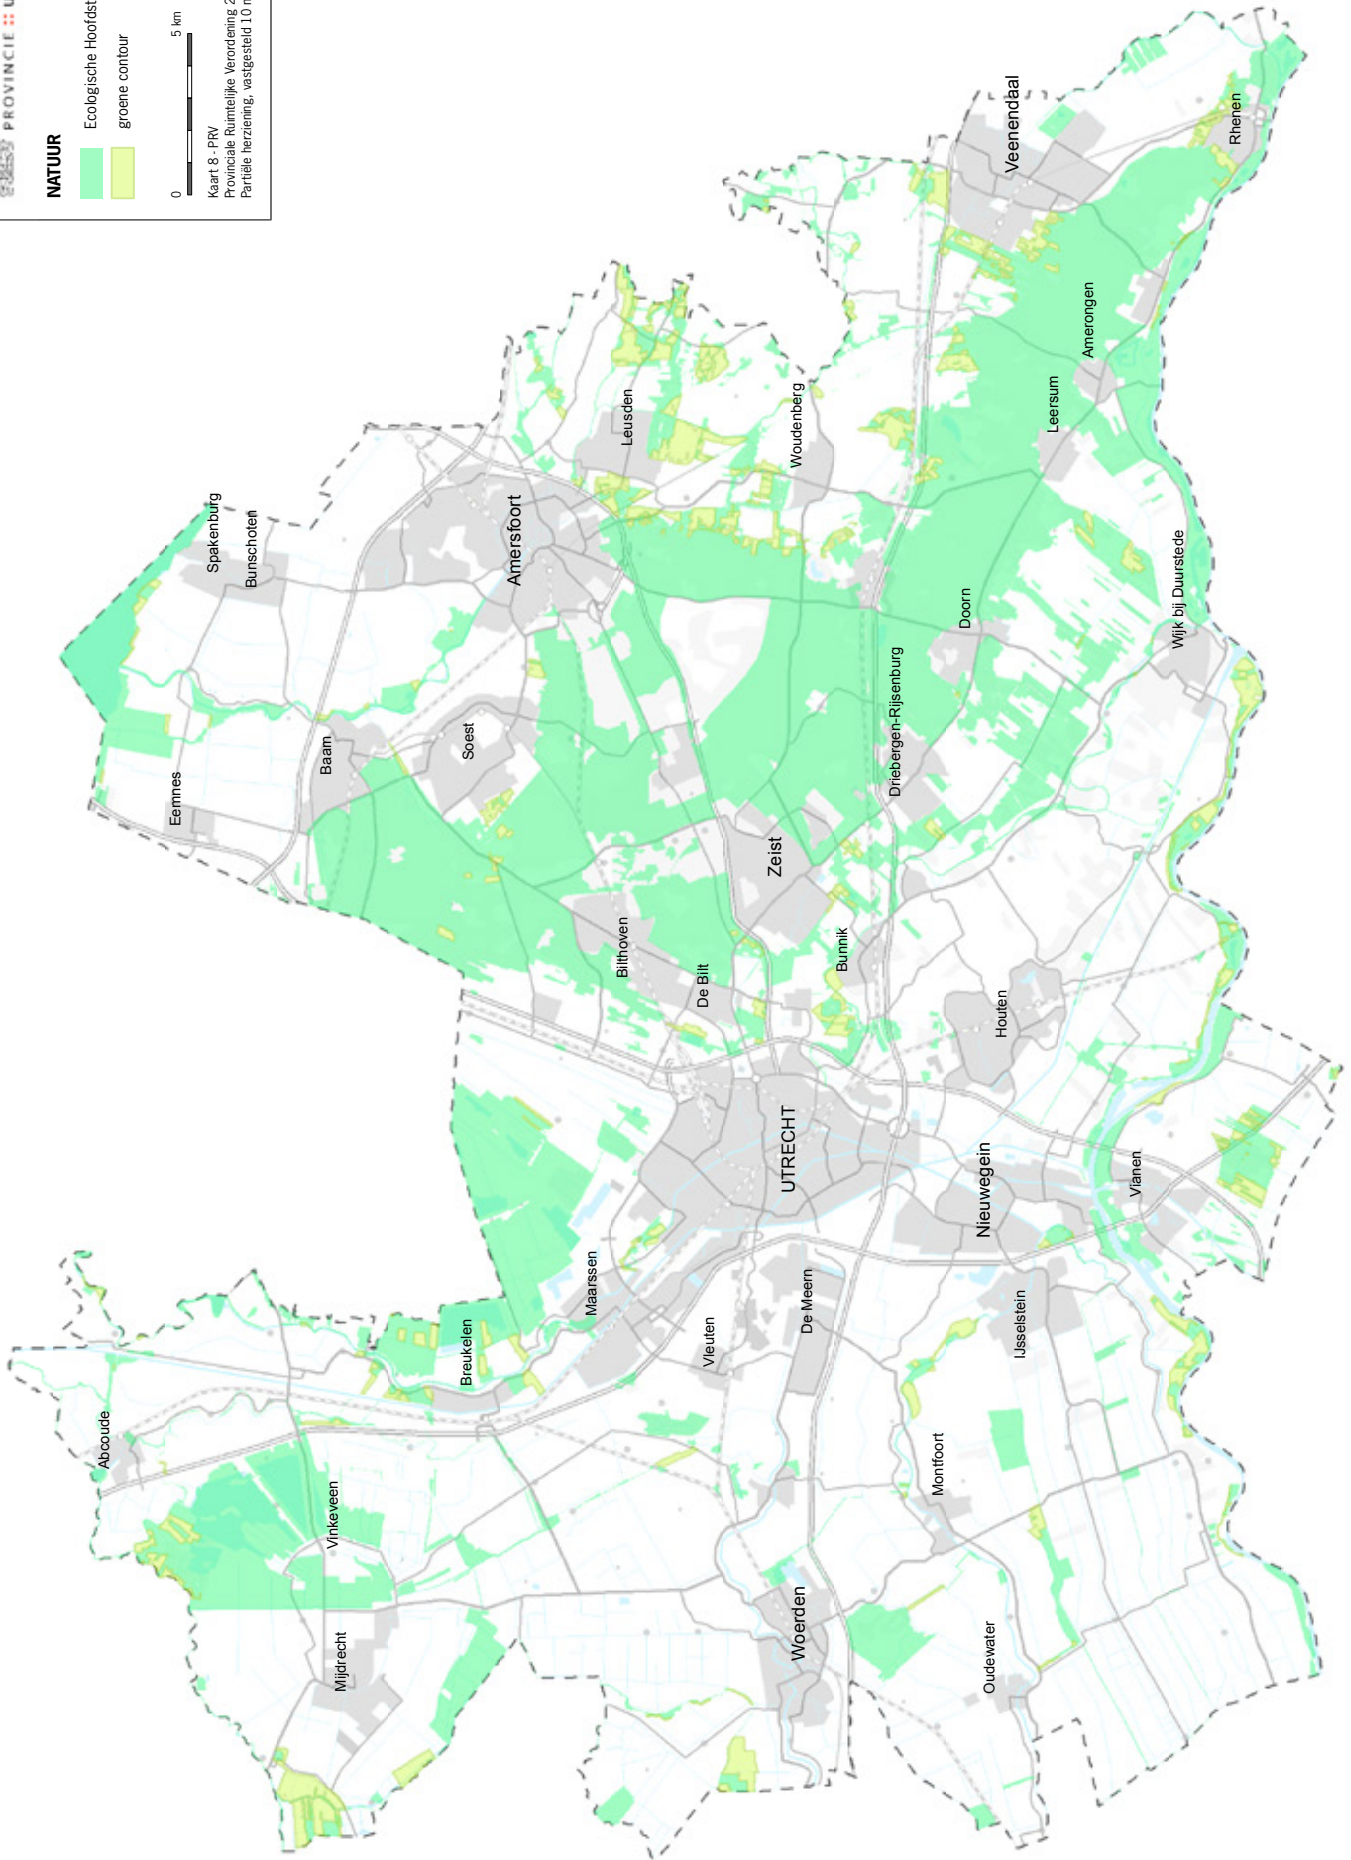 PROVINCIE :: U
NATUUR
Ecologische Hoofdst
groene contour
0
5 km
Kaart 8 - PRV
Provinciale Ruimtelijke Verordening 2
Partiële herziening, vastgesteld 10 m
Abcoude
Vinkeveen
Mijdrecht
Breukelen
Maarssen
Vleuten
De Meern
Woerden
Montfoort
Oudewater
IJsselstein
Nieuwegein
Vianen
UTRECHT
Houten
Bunnik
De Bilt
Bilthoven
Zeist
Driebergen-Rijsenburg
Doorn
Wijk bij Duurstede
Leersum
Amerongen
Rhenen
Veenendaal
Woudenberg
Leusden
Amersfoort
Soest
Baarn
Eemnes
Spakenburg
Bunschoten